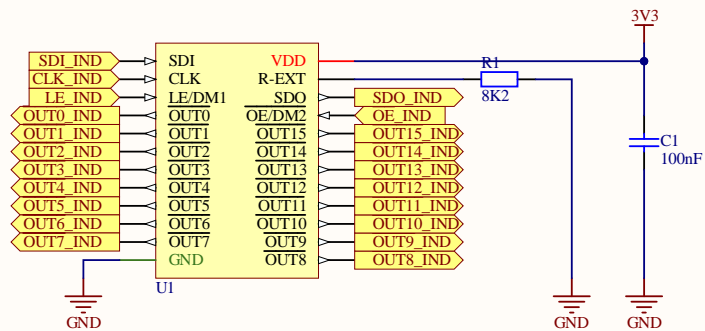 3V3
SDI_IND SDI VDD
CLK_IND CLK R-EXT R1
8K2
LE_IND LE/DM1 SDO SDO_IND
OUT0_IND OUT0 OE/DM2 OE_IND
OUT1_IND OUT1 OUT15 OUT15_IND
OUT2_IND OUT2 OUT14 OUT14_IND
C1
100nF
OUT3_IND OUT3 OUT13 OUT13_IND
OUT4_IND OUT4 OUT12 OUT12_IND
OUT5_IND OUT5 OUT11 OUT11_IND
OUT6_IND OUT6 OUT10 OUT10_IND
OUT7_IND OUT7 OUT9 OUT9_IND
GND OUT8 OUT8_IND
U1
GND GND GND